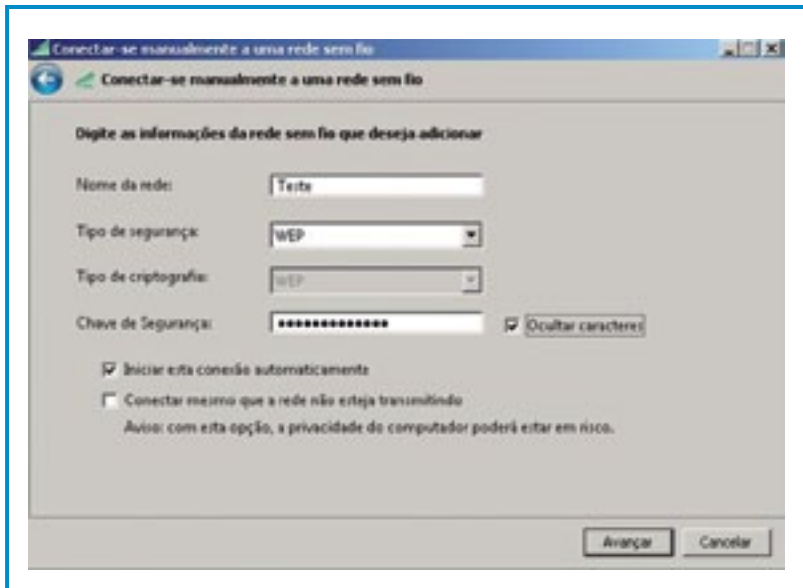 Conectar-se manualmente a uma rede sem fio
Conectar-se manualmente a uma rede sem fio
Digite as informações da rede sem fio que deseja adicionar
Nome da rede: Teste
Tipo de segurança: WEP
Tipo de criptografia: WEP
Chave de Segurança: ••••••••••••• Ocultar caracteres
Iniciar esta conexão automaticamente
Conectar mesmo que a rede não esteja transmitindo
Aviso: com esta opção, a privacidade do computador poderá estar em risco.
Avançar Cancelar